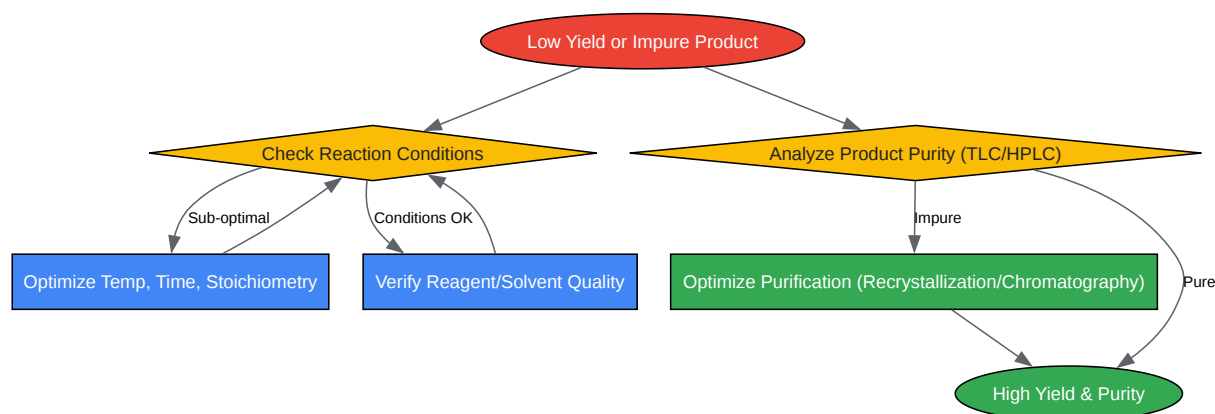 Low Yield or Impure Product
Check Reaction Conditions
Analyze Product Purity (TLC/HPLC)
Sub-optimal
Conditions OK
Impure
Optimize Temp, Time, Stoichiometry
Verify Reagent/Solvent Quality
Optimize Purification (Recrystallization/Chromatography)
Pure
High Yield & Purity